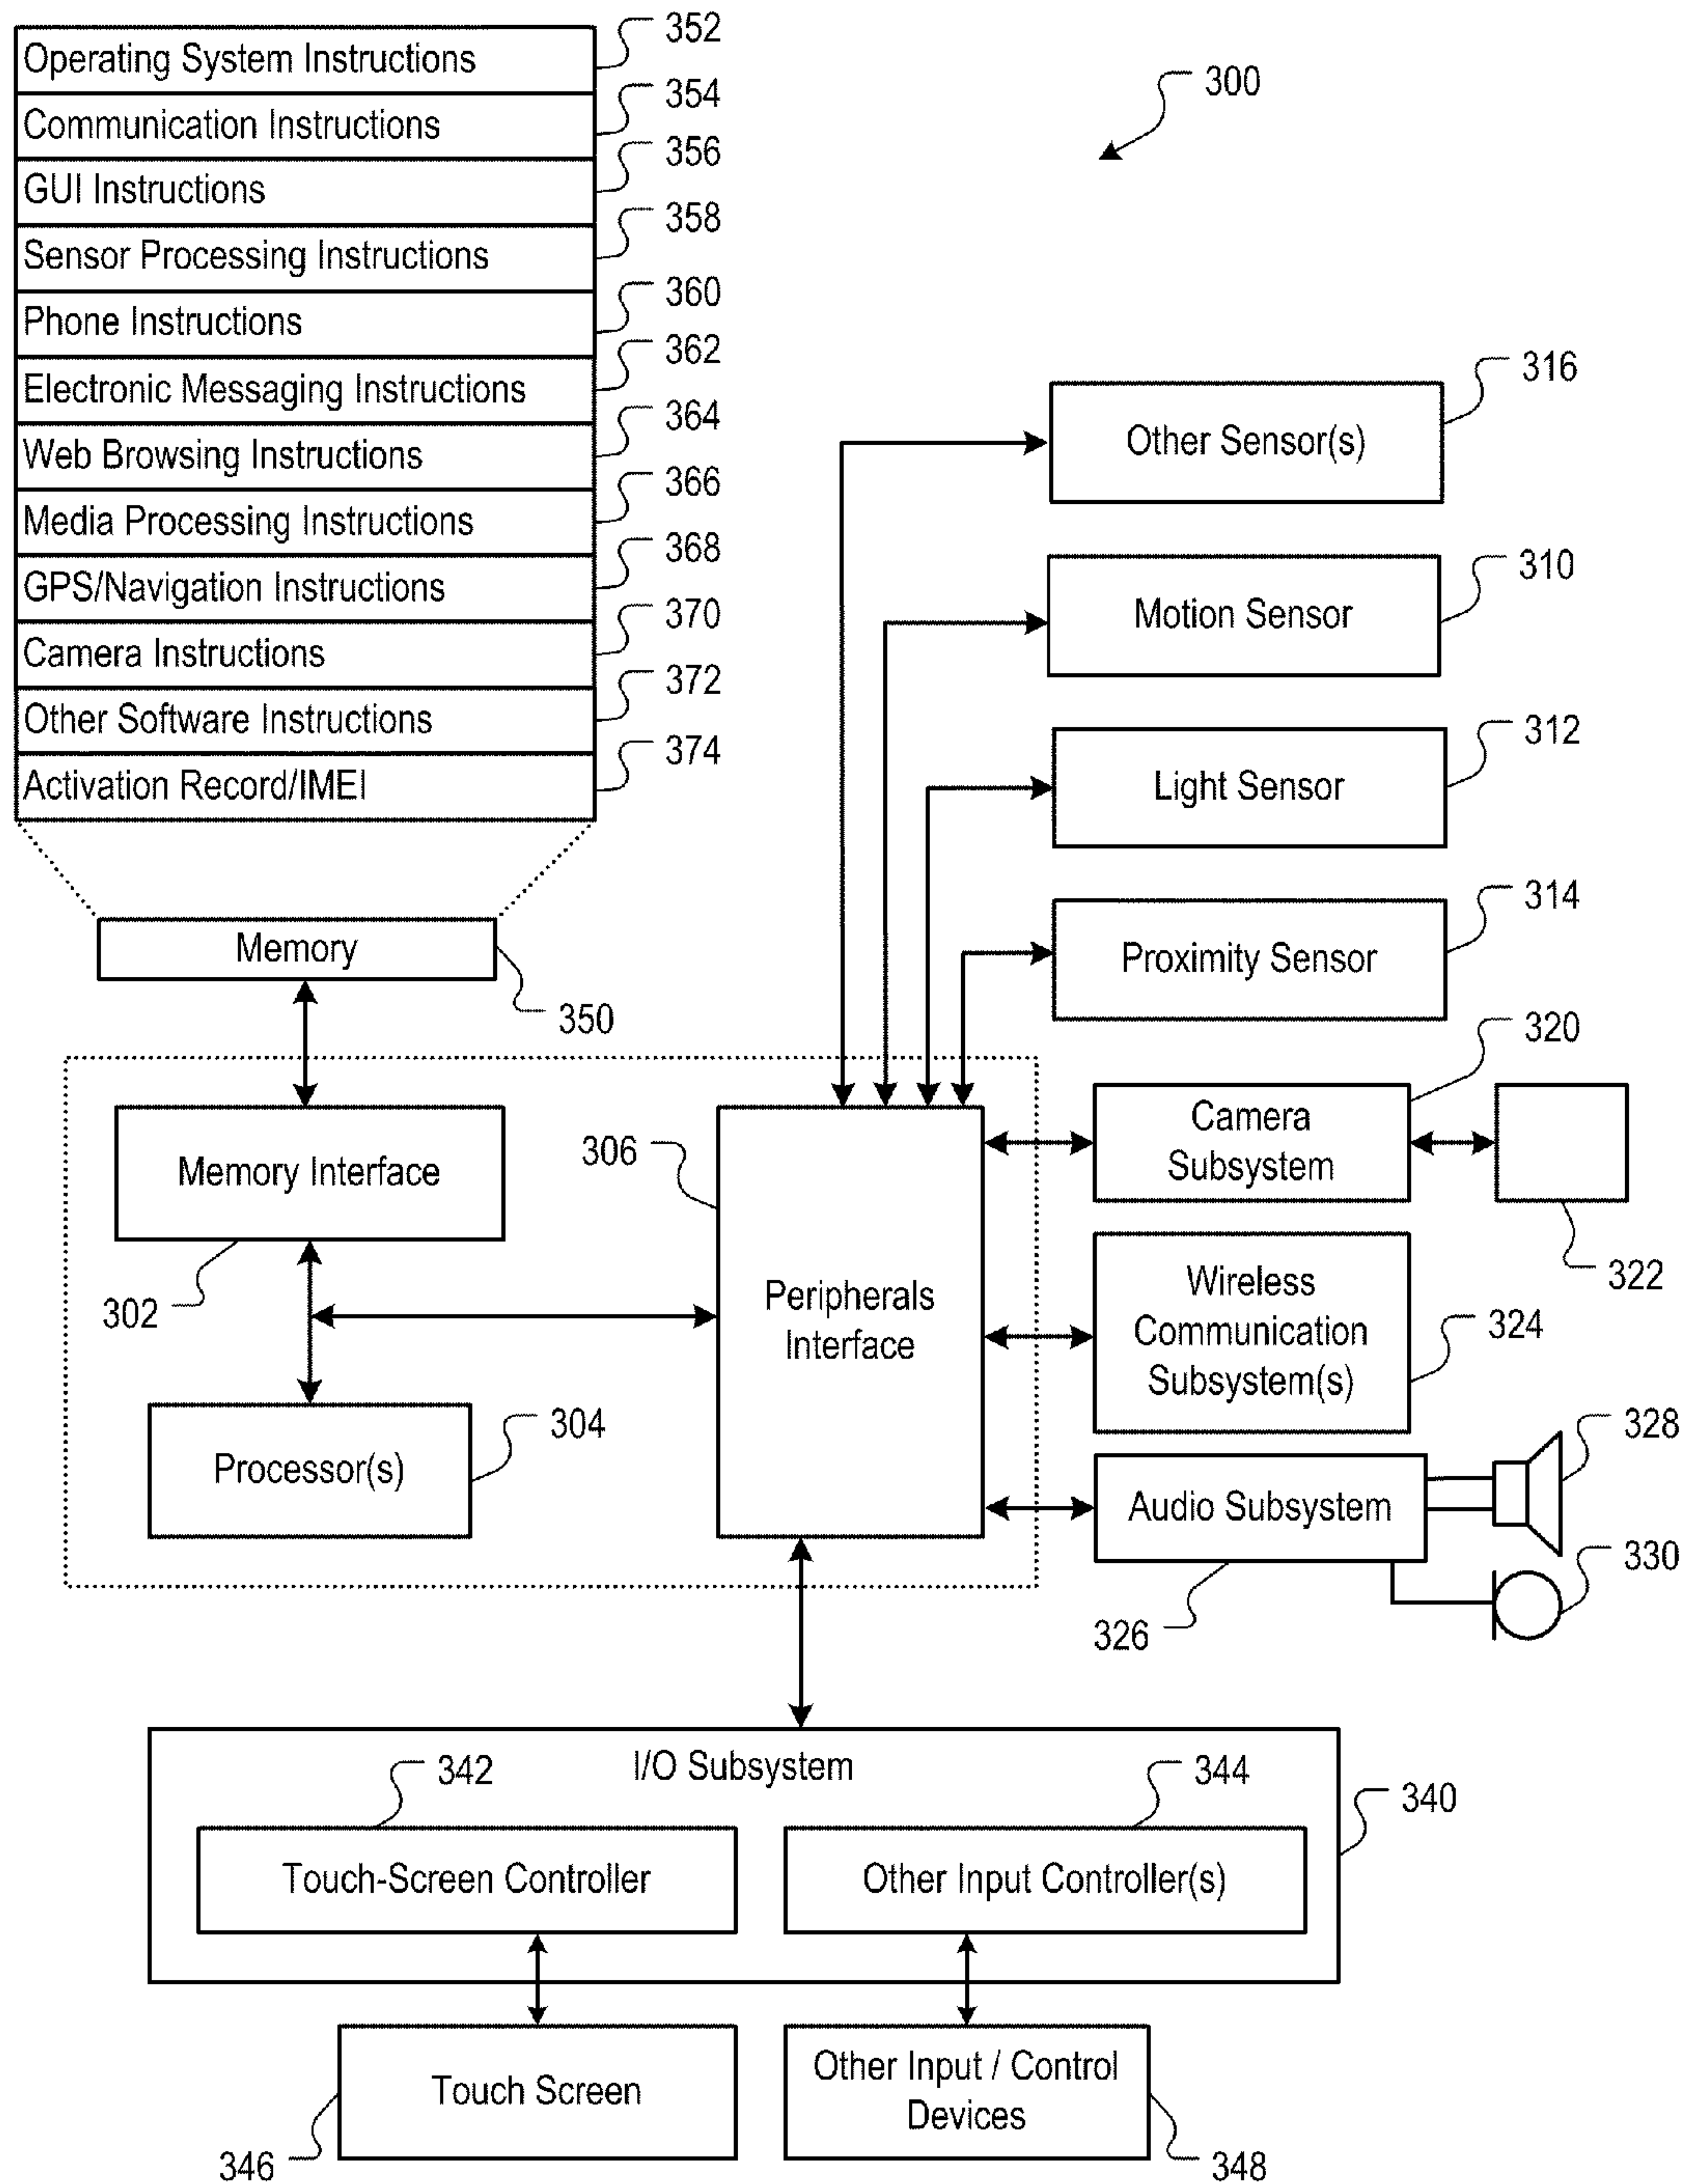 Operating System Instructions 352
Communication Instructions 354
GUI Instructions 356
Sensor Processing Instructions 358
Phone Instructions 360
Electronic Messaging Instructions 362
Web Browsing Instructions 364
Media Processing Instructions 366
GPS/Navigation Instructions 368
Camera Instructions 370
Other Software Instructions 372
Activation Record/IMEI 374
300
Other Sensor(s) 316
Motion Sensor 310
Light Sensor 312
Proximity Sensor 314
Memory
350
Memory Interface
302
Processor(s)
304
306
Peripherals
Interface
320
Camera
Subsystem
322
Wireless
Communication
Subsystem(s)
324
Audio Subsystem
326
328
330
I/O Subsystem
340
342
Touch-Screen Controller
344
Other Input Controller(s)
Touch Screen
346
Other Input / Control
Devices
348